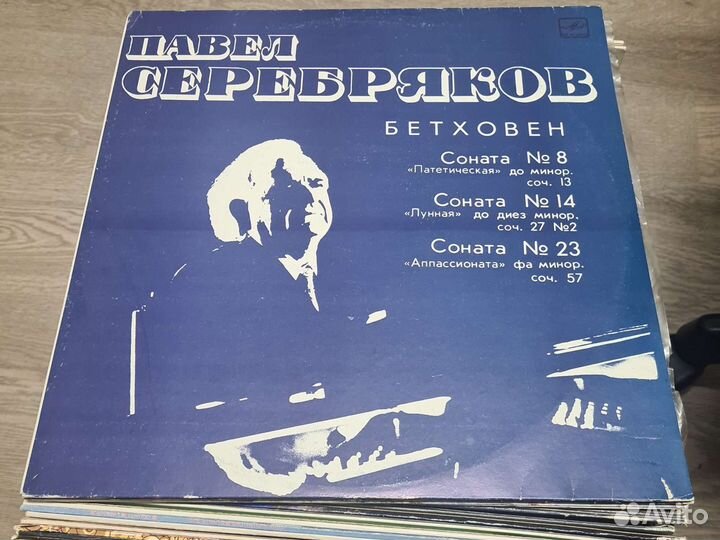 ПАВЕЛ
СЕРЕБРЯКОВ
БЕТХОВЕН
Соната № 8
«Патетическая» до минор.
соч. 13
Соната № 14
«Лунная» до диез минор,
соч. 27 №2
Соната № 23
«Аппассионата» фа минор.
соч. 57
Avito